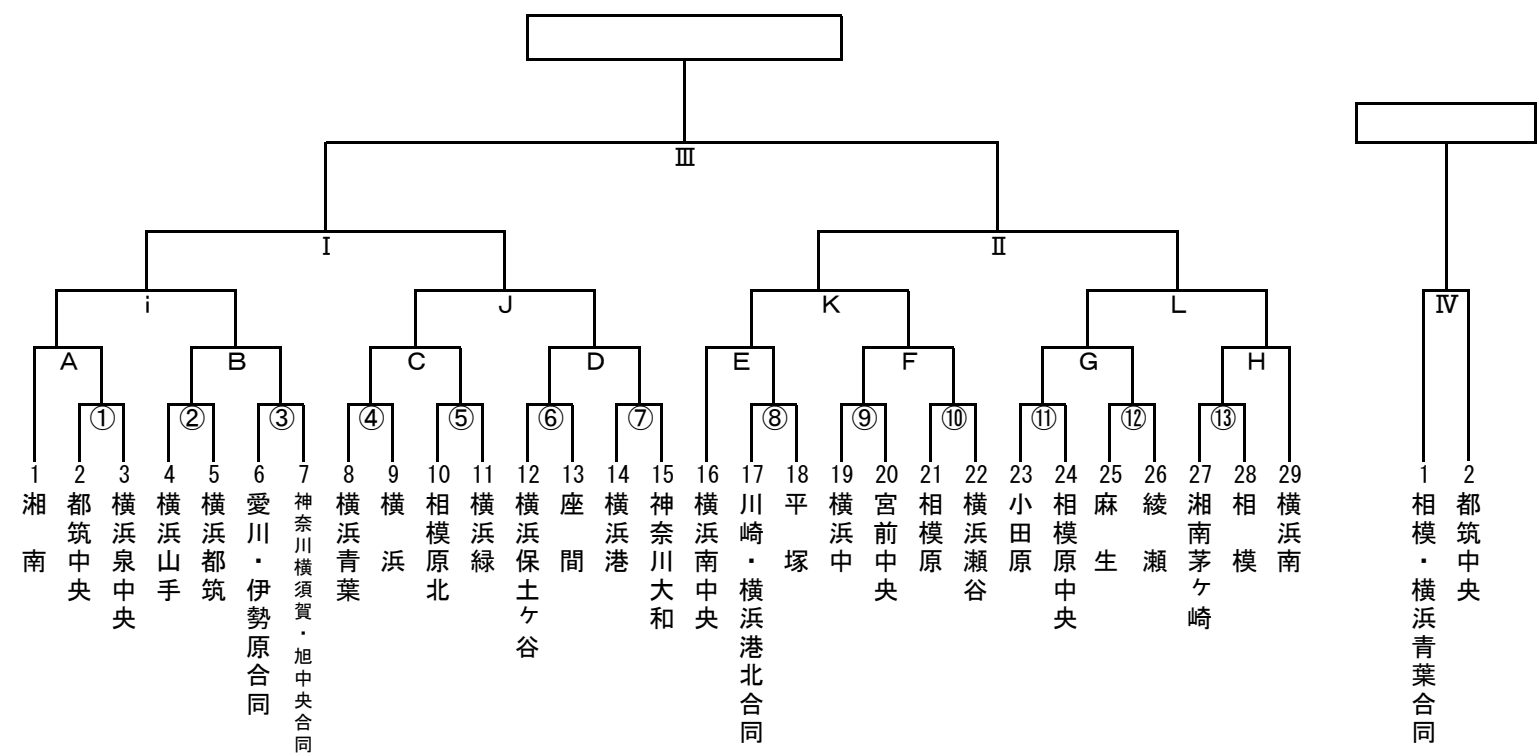 Ⅲ
Ⅰ
Ⅱ
i
J
K
L
Ⅳ
A
B
C
D
E
F
G
H
①
②
③
④
⑤
⑥
⑦
⑧
⑨
⑩
⑪
⑫
⑬
1 湘南
2 都筑中央
3 横浜泉中央
4 横浜山手
5 横浜都筑
6 愛川・伊勢原合同
7 神奈川横須賀・旭中央合同
8 横浜青葉
9 横浜
10 相模原北
11 横浜緑
12 横浜保土ヶ谷
13 座間
14 横浜港
15 神奈川大和
16 横浜南中央
17 川崎・横浜港北合同
18 平塚
19 横浜中
20 宮前中央
21 相模原
22 横浜瀬谷
23 小田原
24 相模原中央
25 麻生
26 綾瀬
27 湘南茅ケ崎
28 相模
29 横浜南
1 相模・横浜青葉合同
2 都筑中央